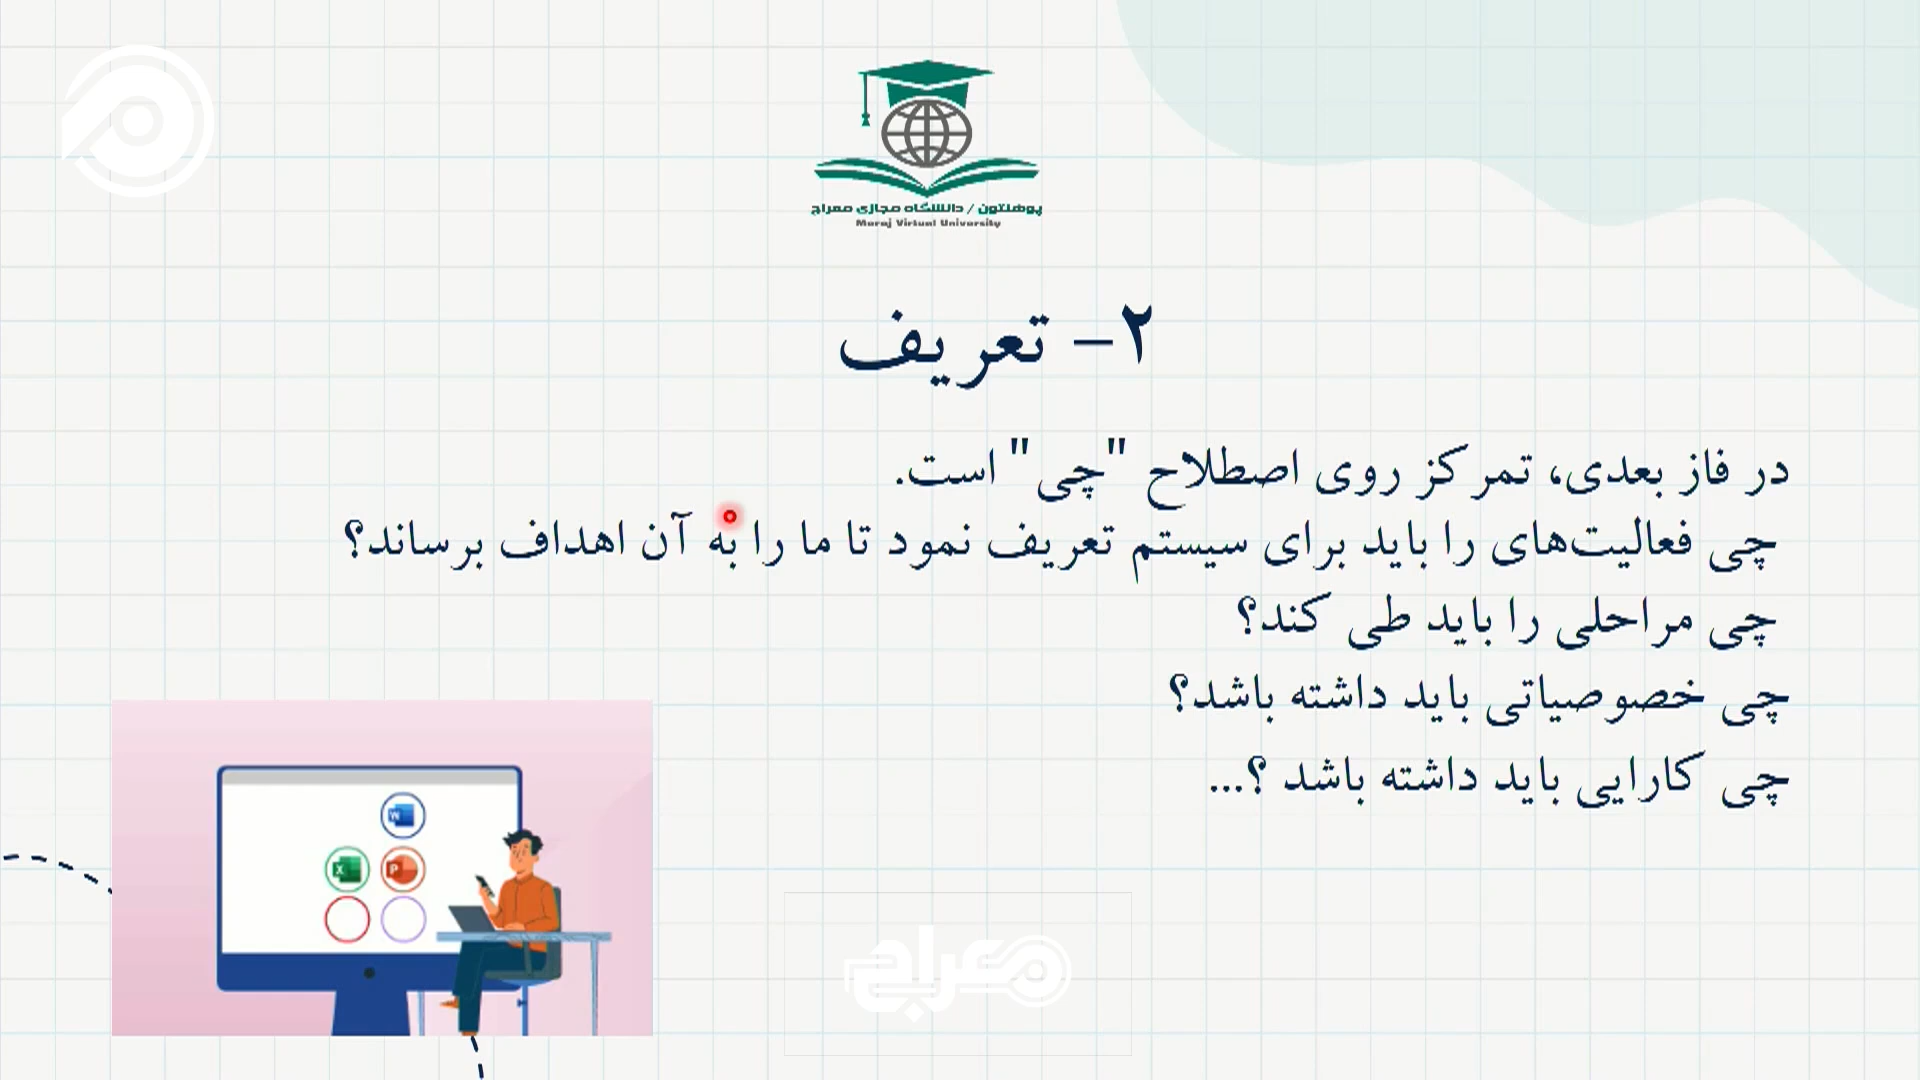 پوهنتون / دانشگاه مجازی معراج
Maraj Virtual University
۲- تعریف
در فاز بعدی، تمرکز روی اصطلاح "چی" است.
چی فعالیت‌های را باید برای سیستم تعریف نمود تا ما را به آن اهداف برساند؟
چی مراحلی را باید طی کند؟
چی خصوصیاتی باید داشته باشد؟
چی کارایی باید داشته باشد ؟...
W
X
P
معراج